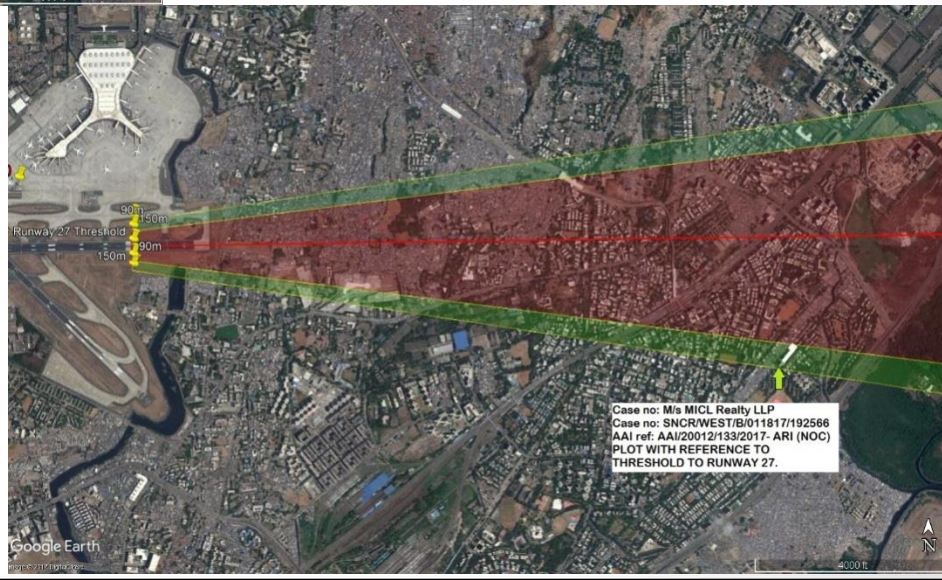 90m
150m
Runway 27 Threshold
90m
150m
Case no: M/s MICL Realty LLP
Case no: SNCR/WEST/B/011817/192566
AAI ref: AAI/20012/133/2017- ARI (NOC)
PLOT WITH REFERENCE TO
THRESHOLD TO RUNWAY 27.
Google Earth
N
4000 ft